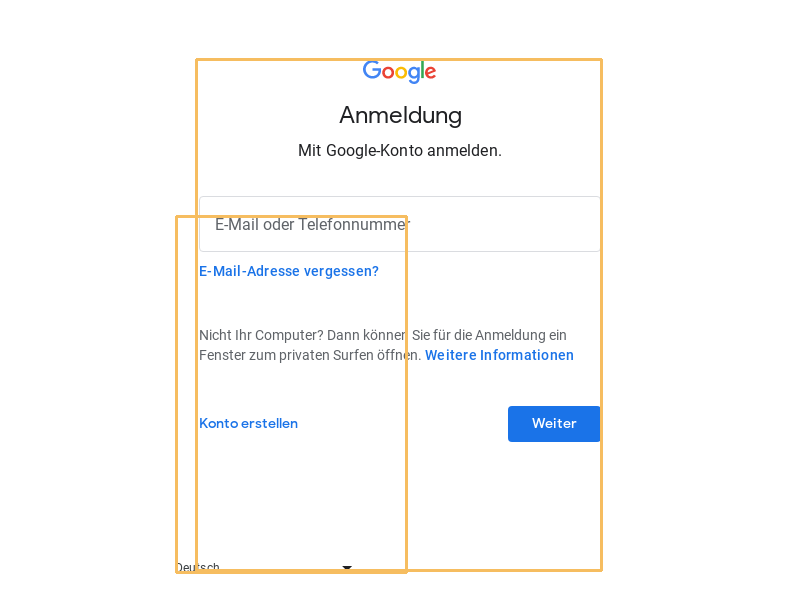 Google
Anmeldung
Mit Google-Konto anmelden.
E-Mail oder Telefonnummer
E-Mail-Adresse vergessen?
Nicht Ihr Computer? Dann können Sie für die Anmeldung ein
Fenster zum privaten Surfen öffnen. Weitere Informationen
Konto erstellen
Weiter
Deutsch